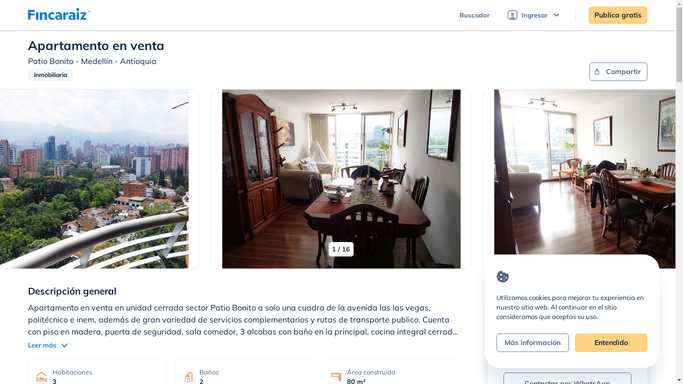 Fincaraiz
Buscador
Ingresar
Publica gratis
Apartamento en venta
Patio Bonito - Medellín - Antioquia
Inmobiliaria
Compartir
1 / 16
Descripción general
Apartamento en venta en unidad cerrada sector Patio Bonito a solo una cuadra de la avenida las las vegas,
politécnico e inem, además de gran variedad de servicios complementarios y rutas de transporte publico. Cuenta
con piso en madera, puerta de seguridad, sala comedor, 3 alcobas con baño en la principal, cocina integral cerrad...
Leer más
Habitaciones
3
Baños
2
Área construida
80 m²
Utilizamos cookies para mejorar tu experiencia en
nuestro sitio web. Al continuar en el sitio
consideramos que aceptas su uso.
Más información
Entendido
Contactar por WhatsApp